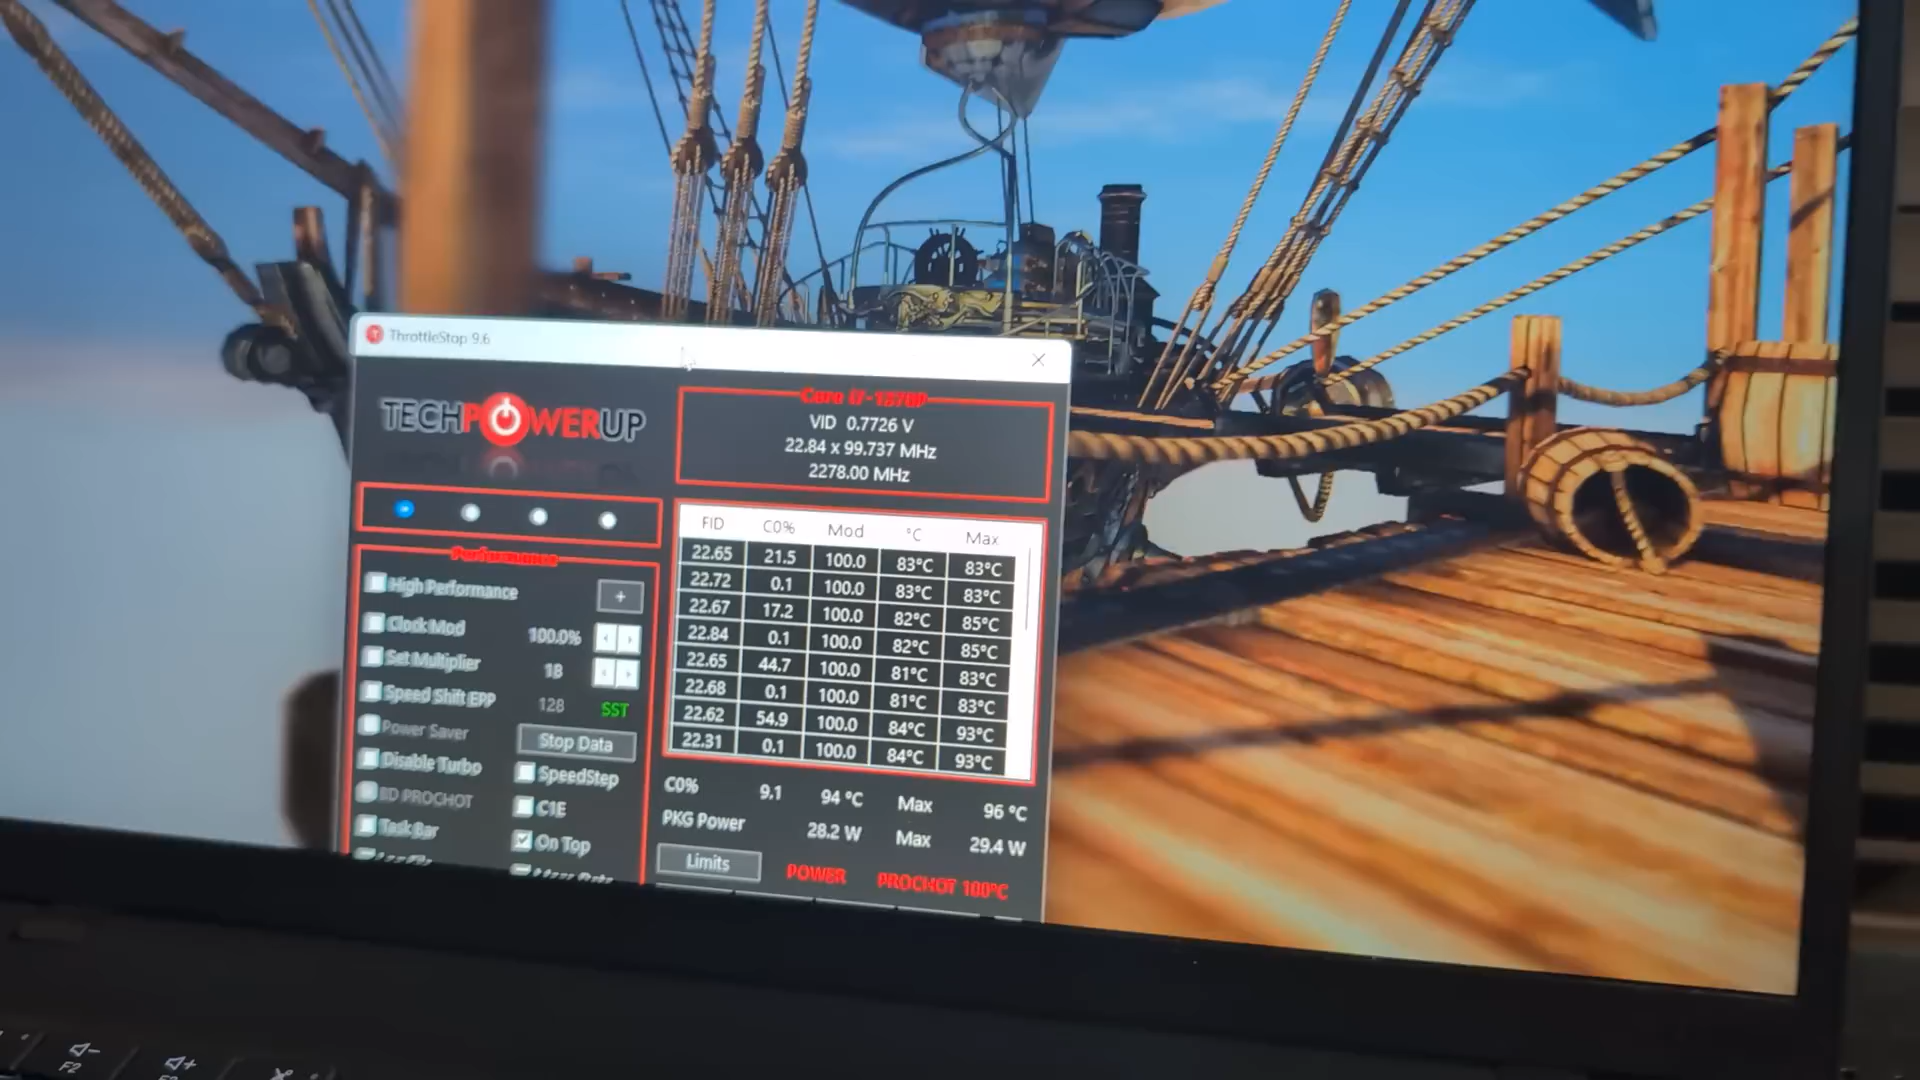 ThrottleStop 9.6
TECHPOWERUP
Core i7-1370P
VID 0.7726 V
22.84 x 99.737 MHz
2278.00 MHz
Performance
High Performance
+
Clock Mod 100.0%
Set Multiplier 18
Speed Shift EPP 128 SST
Power Saver
Stop Data
Disable Turbo
SpeedStep
BD PROCHOT
C1E
Task Bar
On Top
FID C0% Mod °C Max
22.65 21.5 100.0 83°C 83°C
22.72 0.1 100.0 83°C 83°C
22.67 17.2 100.0 82°C 85°C
22.84 0.1 100.0 82°C 85°C
22.65 44.7 100.0 81°C 83°C
22.68 0.1 100.0 81°C 83°C
22.62 54.9 100.0 84°C 93°C
22.31 0.1 100.0 84°C 93°C
C0% 9.1 94 °C Max 96 °C
PKG Power 28.2 W Max 29.4 W
Limits POWER PROCHOT 100°C
F2